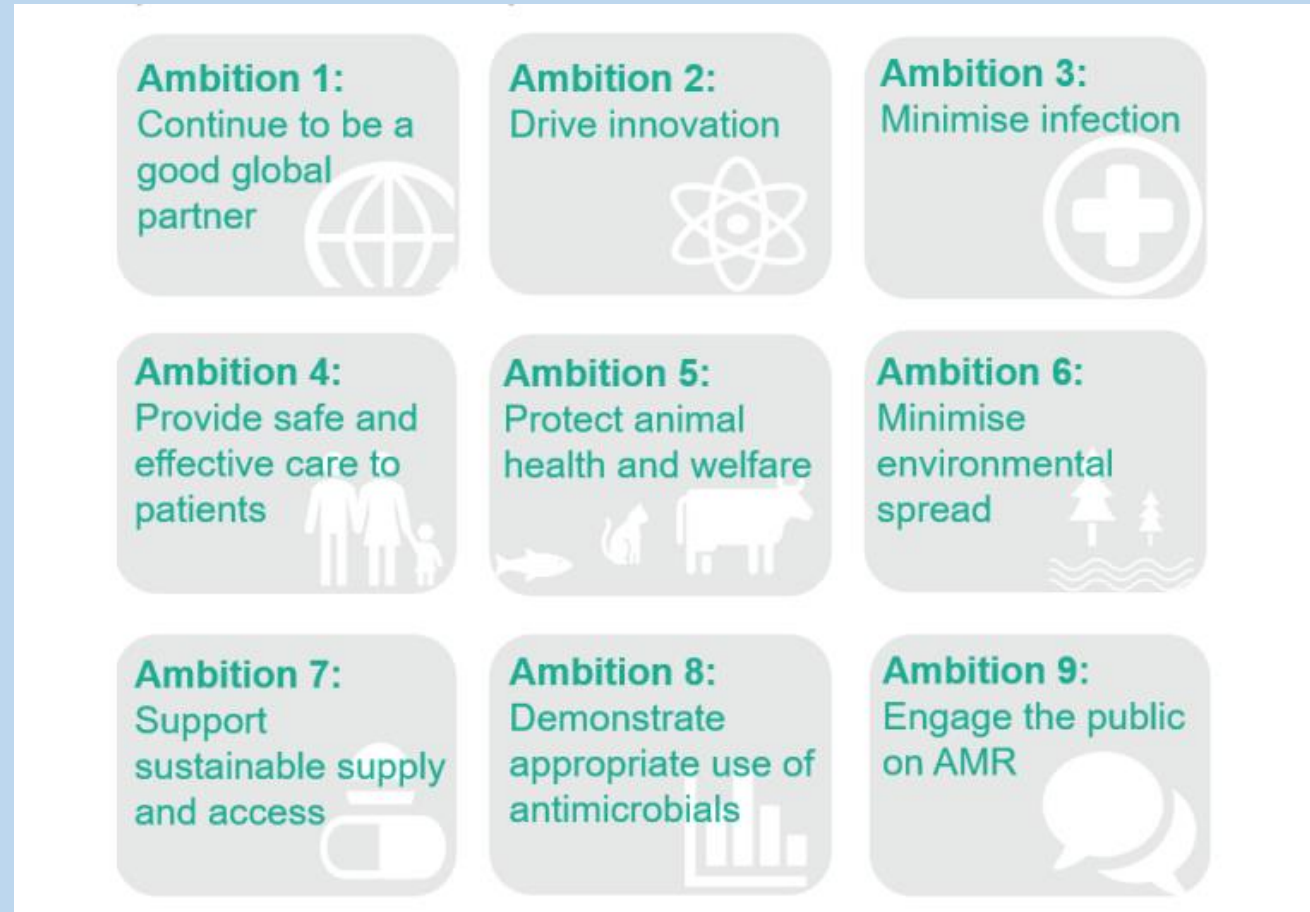 Ambition 1:
Continue to be a
good global
partner
Ambition 2:
Drive innovation
Ambition 3:
Minimise infection
Ambition 4:
Provide safe and
effective care to
patients
Ambition 5:
Protect animal
health and welfare
Ambition 6:
Minimise
environmental
spread
Ambition 7:
Support
sustainable supply
and access
Ambition 8:
Demonstrate
appropriate use of
antimicrobials
Ambition 9:
Engage the public
on AMR